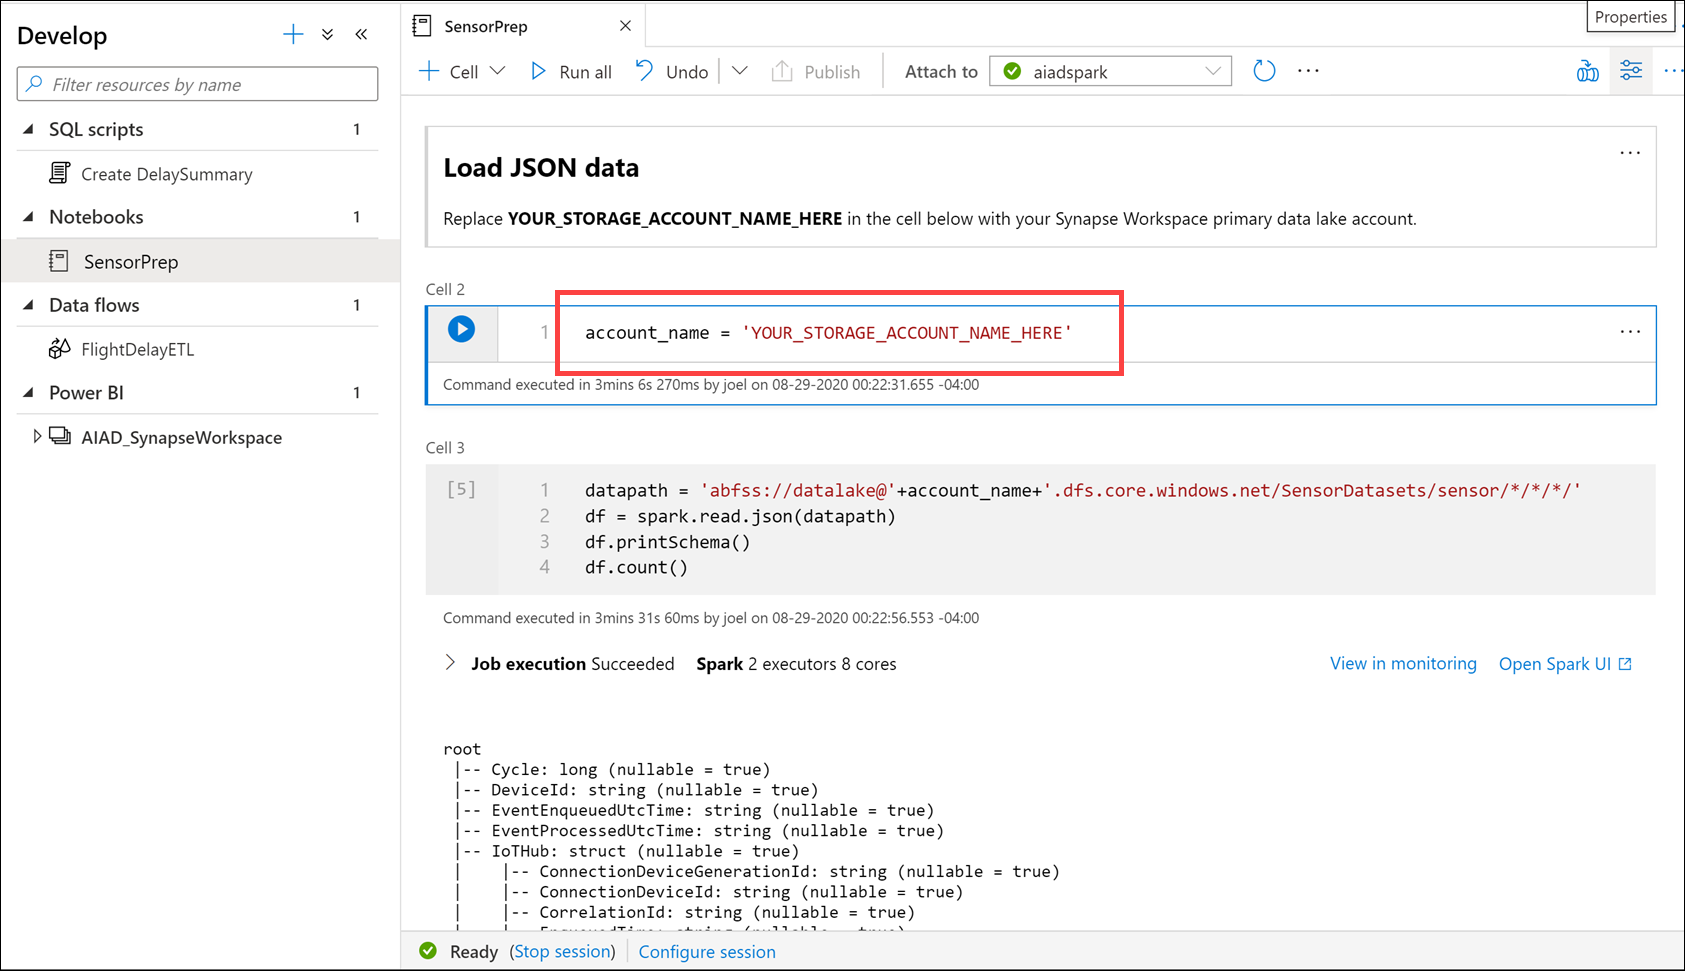 Develop
Filter resources by name
SQL scripts 1
Create DelaySummary
Notebooks 1
SensorPrep
Data flows 1
FlightDelayETL
Power BI 1
AIAD_SynapseWorkspace
SensorPrep
Properties
Cell Run all Undo Publish Attach to aiadspark
Load JSON data
Replace YOUR_STORAGE_ACCOUNT_NAME_HERE in the cell below with your Synapse Workspace primary data lake account.
Cell 2
1 account_name = 'YOUR_STORAGE_ACCOUNT_NAME_HERE'
Command executed in 3mins 6s 270ms by joel on 08-29-2020 00:22:31.655 -04:00
Cell 3
[5] 1 datapath = 'abfss://datalake@'+account_name+'.dfs.core.windows.net/SensorDatasets/sensor/*/*/*/'
2 df = spark.read.json(datapath)
3 df.printSchema()
4 df.count()
Command executed in 3mins 31s 60ms by joel on 08-29-2020 00:22:56.553 -04:00
Job execution Succeeded Spark 2 executors 8 cores View in monitoring Open Spark UI
root
|-- Cycle: long (nullable = true)
|-- DeviceId: string (nullable = true)
|-- EventEnqueuedUtcTime: string (nullable = true)
|-- EventProcessedUtcTime: string (nullable = true)
|-- IoTHub: struct (nullable = true)
| |-- ConnectionDeviceGenerationId: string (nullable = true)
| |-- ConnectionDeviceId: string (nullable = true)
| |-- CorrelationId: string (nullable = true)
| |-- EnqueuedTime: string (nullable = true)
Ready (Stop session) Configure session